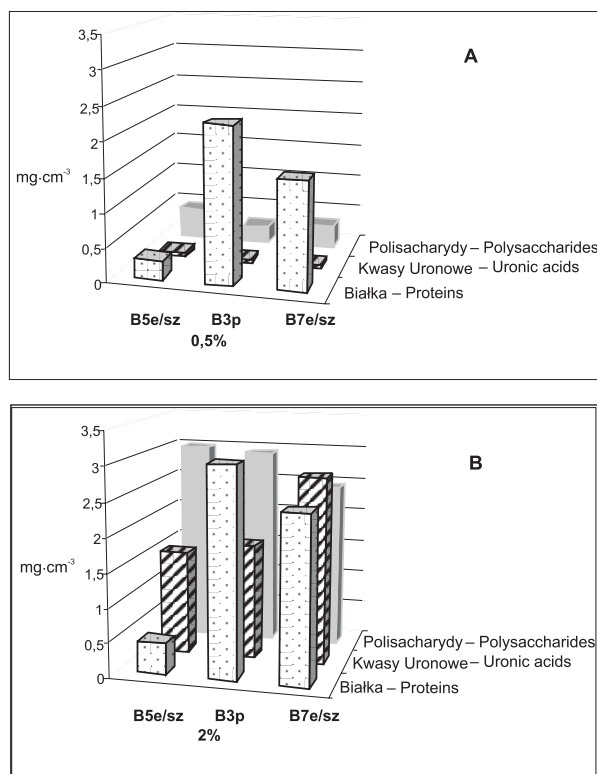 3,5
A
3
2,5
2
mg·cm⁻³
1,5
1
0,5
0
Polisacharydy – Polysaccharides
Kwasy Uronowe – Uronic acids
Białka – Proteins
B5e/sz B3p B7e/sz
0,5%
3,5
B
3
2,5
2
mg·cm⁻³
1,5
1
0,5
0
Polisacharydy – Polysaccharides
Kwasy Uronowe – Uronic acids
Białka – Proteins
B5e/sz B3p B7e/sz
2%